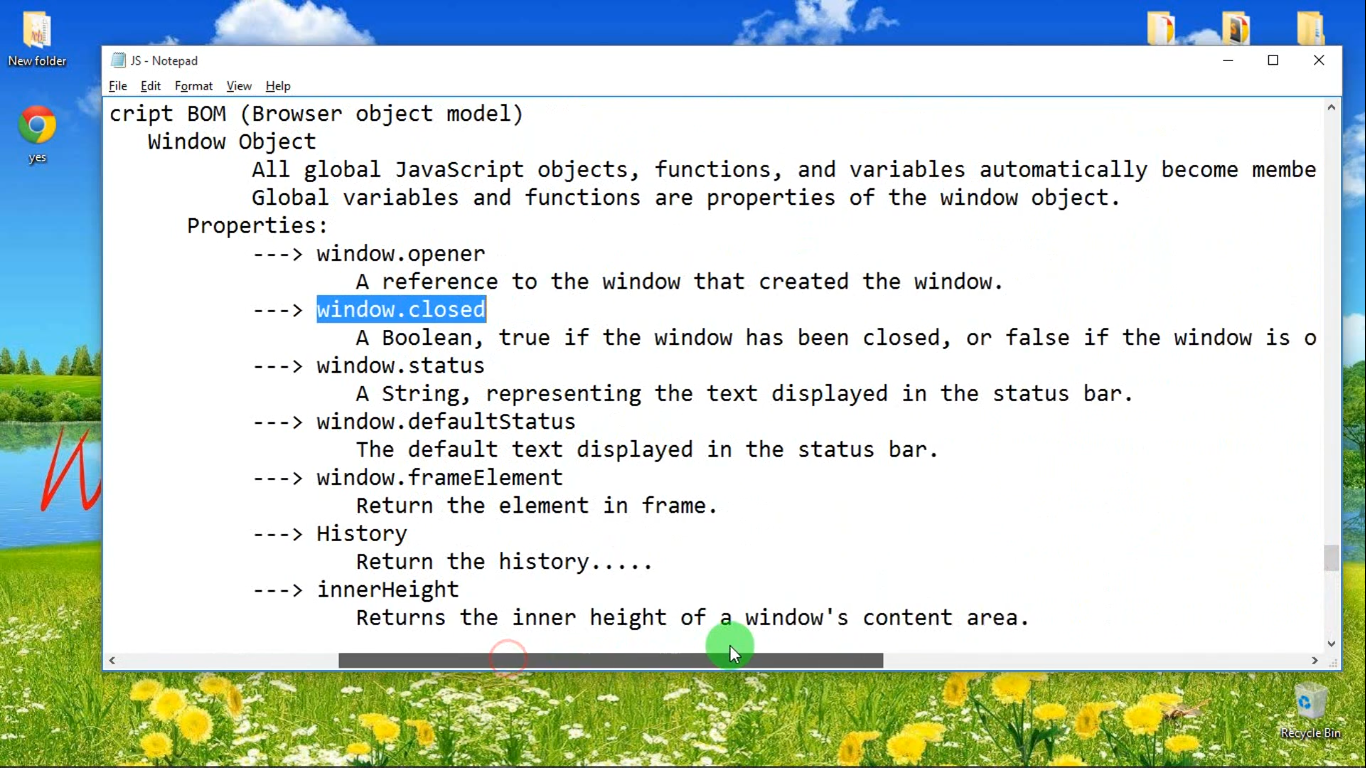 New folder
yes
JS - Notepad
File Edit Format View Help
cript BOM (Browser object model)
Window Object
All global JavaScript objects, functions, and variables automatically become membe
Global variables and functions are properties of the window object.
Properties:
---> window.opener
A reference to the window that created the window.
---> window.closed
A Boolean, true if the window has been closed, or false if the window is o
---> window.status
A String, representing the text displayed in the status bar.
---> window.defaultStatus
The default text displayed in the status bar.
---> window.frameElement
Return the element in frame.
---> History
Return the history.....
---> innerHeight
Returns the inner height of a window's content area.
Recycle Bin